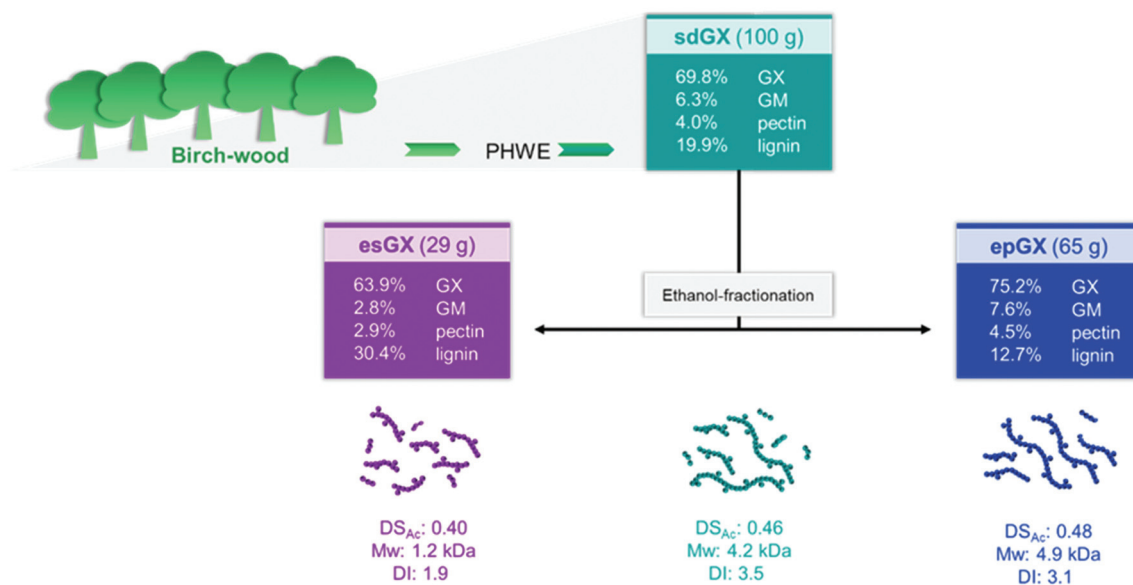 sdGX (100 g)
69.8% GX
6.3% GM
4.0% pectin
19.9% lignin
Birch-wood
PHWE
esGX (29 g)
63.9% GX
2.8% GM
2.9% pectin
30.4% lignin
Ethanol-fractionation
epGX (65 g)
75.2% GX
7.6% GM
4.5% pectin
12.7% lignin
DSAc: 0.40
Mw: 1.2 kDa
DI: 1.9
DSAc: 0.46
Mw: 4.2 kDa
DI: 3.5
DSAc: 0.48
Mw: 4.9 kDa
DI: 3.1